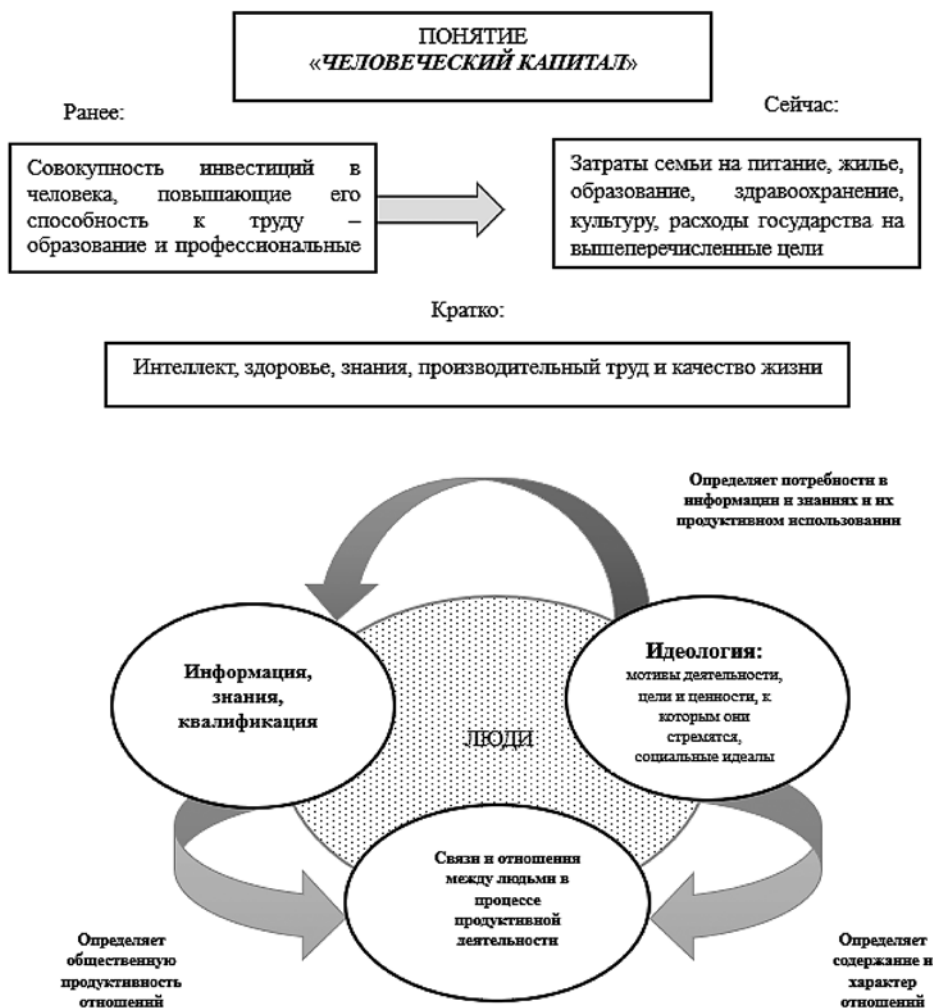 ПОНЯТИЕ
«ЧЕЛОВЕЧЕСКИЙ КАПИТАЛ»
Ранее:
Сейчас:
Совокупность инвестиций в
человека, повышающие его
способность к труду –
образование и профессиональные
Затраты семьи на питание, жилье,
образование, здравоохранение,
культуру, расходы государства на
вышеперечисленные цели
Кратко:
Интеллект, здоровье, знания, производительный труд и качество жизни
Определяет потребности в
информации и знаниях и их
продуктивном использовании
Информация,
знания,
квалификация
Идеология:
мотивы деятельности,
цели и ценности, к
которым они
стремятся,
социальные идеалы
ЛЮДИ
Связи и отношения
между людьми в
процессе
продуктивной
деятельности
Определяет
общественную
продуктивность
отношений
Определяет
содержание и
характер
отношений